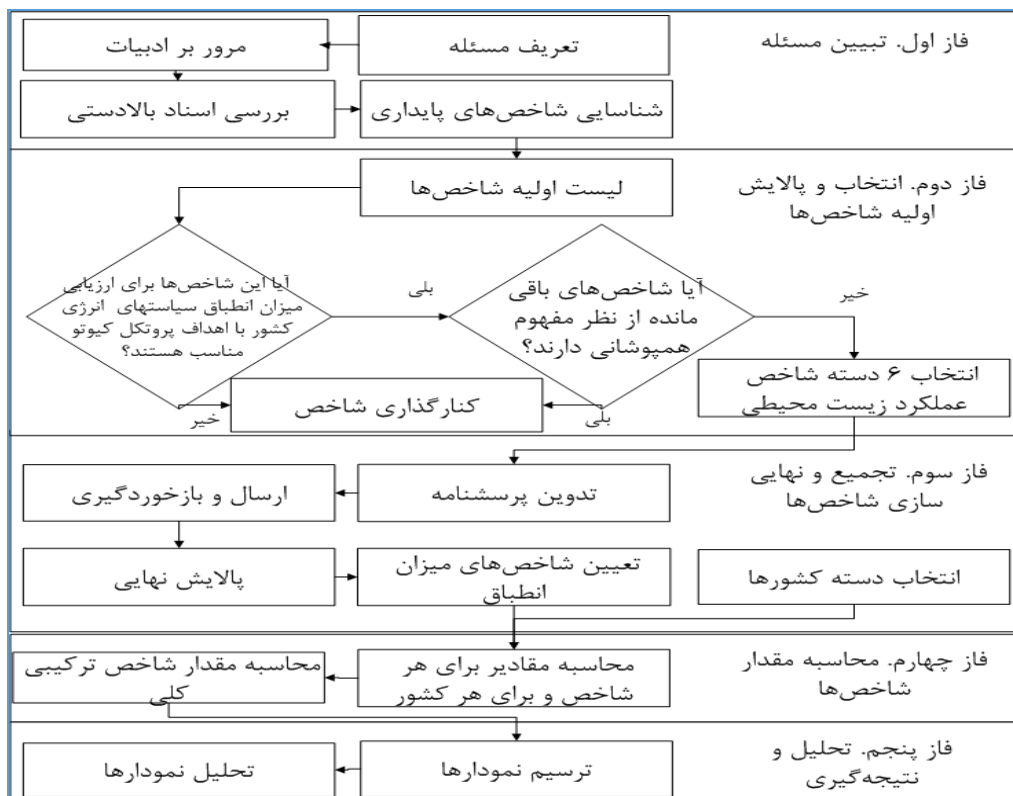 فاز اول. تبیین مسئله
تعریف مسئله
مرور بر ادبیات
بررسی اسناد بالادستی
شناسایی شاخص‌های پایداری
فاز دوم. انتخاب و پالایش
اولیه شاخص‌ها
لیست اولیه شاخص‌ها
آیا این شاخص‌ها برای ارزیابی
میزان انطباق سیاستهای انرژی
کشور با اهداف پروتکل کیوتو
مناسب هستند؟
بلی
آیا شاخص‌های باقی
مانده از نظر مفهوم
همپوشانی دارند؟
خیر
انتخاب ۶ دسته شاخص
عملکرد زیست محیطی
بلی
کنارگذاری شاخص
خیر
فاز سوم. تجمیع و نهایی
سازی شاخص‌ها
تدوین پرسشنامه
ارسال و بازخوردگیری
پالایش نهایی
تعیین شاخص‌های میزان
انطباق
انتخاب دسته کشورها
فاز چهارم. محاسبه مقدار
شاخص‌ها
محاسبه مقادیر برای هر
شاخص و برای هر کشور
محاسبه مقدار شاخص ترکیبی
کلی
فاز پنجم. تحلیل و
نتیجه‌گیری
ترسیم نمودارها
تحلیل نمودارها